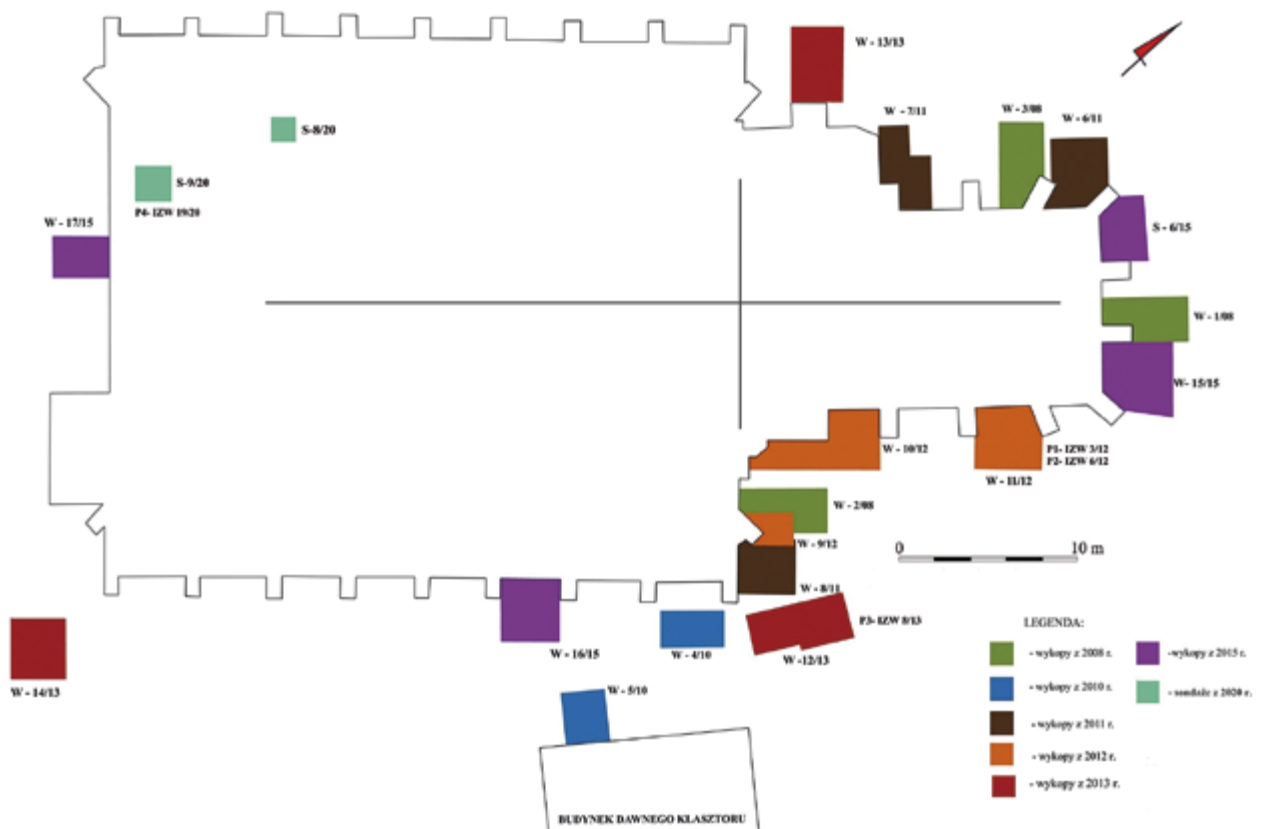 W - 13/13
W - 7/11
W - 3/08
W - 6/11
S-8/20
S-9/20
P4- IZW 19/20
W - 17/15
S - 6/15
W - 1/08
W- 15/15
W - 10/12
P1- IZW 3/12
P2- IZW 6/12
W - 11/12
W - 2/08
W - 9/12
0 10 m
W - 8/11
P3- IZW 8/13
W - 16/15
W - 4/10
W -12/13
W - 14/13
W - 5/10
BUDYNEK DAWNEGO KLASZTORU
LEGENDA:
- wykopy z 2008 r.
- wykopy z 2010 r.
- wykopy z 2011 r.
- wykopy z 2012 r.
- wykopy z 2013 r.
-wykopy z 2015 r.
- sondaże z 2020 r.